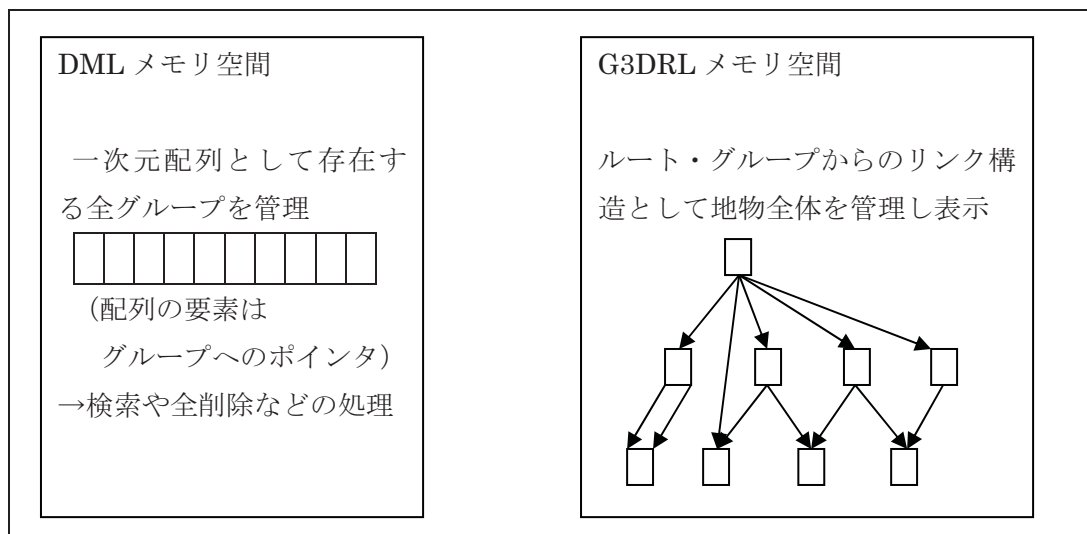 DML メモリ空間
一次元配列として存在す
る全グループを管理
（配列の要素は
グループへのポインタ）
→検索や全削除などの処理
G3DRL メモリ空間
ルート・グループからのリンク構
造として地物全体を管理し表示